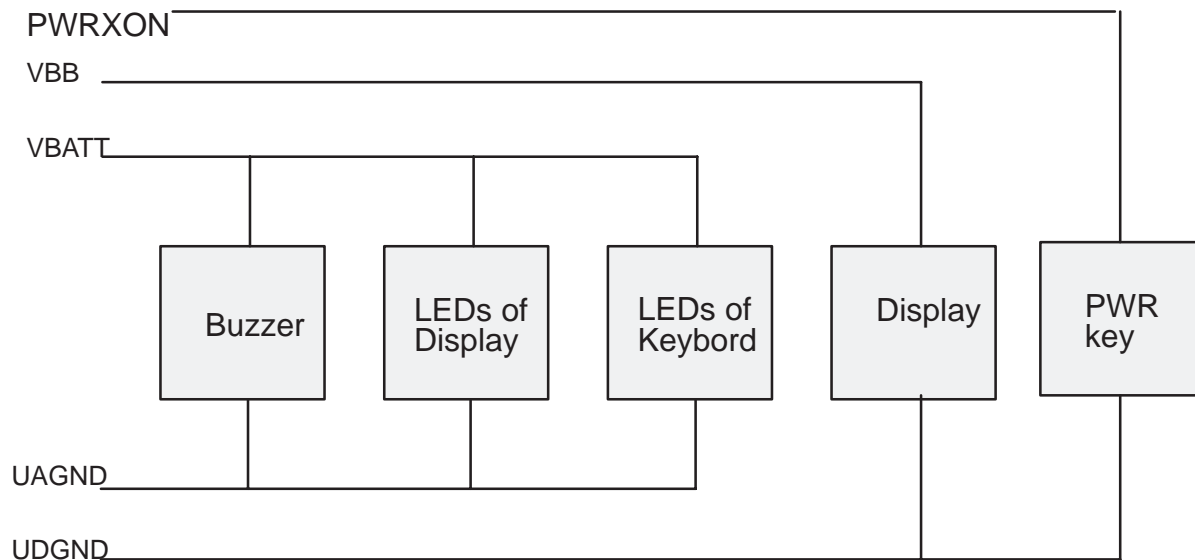 PWRXON
VBB
VBATT
Buzzer
LEDs of
Display
LEDs of
Keybord
Display
PWR
key
UAGND
UDGND